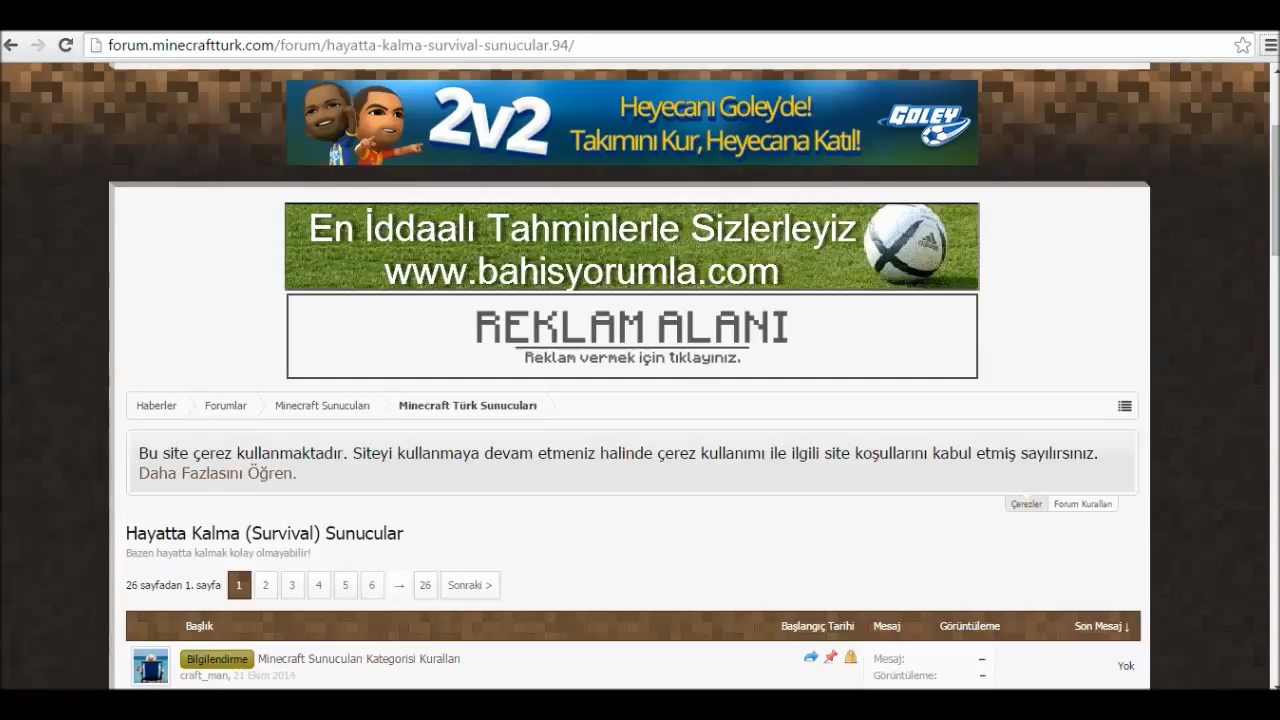 forum.minecraftturk.com/forum/hayatta-kalma-survival-sunucular.94/
2v2
Heyecanı Goley'de!
Takımını Kur, Heyecana Katıl!
GOLEY
En İddaalı Tahminlerle Sizlerleyiz
www.bahisyorumla.com
adidas
REKLAM ALANI
Reklam vermek için tıklayınız.
Haberler Forumlar Minecraft Sunucuları Minecraft Türk Sunucuları
Bu site çerez kullanmaktadır. Siteyi kullanmaya devam etmeniz halinde çerez kullanımı ile ilgili site koşullarını kabul etmiş sayılırsınız.
Daha Fazlasını Öğren.
Çerezler Forum Kuralları
Hayatta Kalma (Survival) Sunucular
Bazen hayatta kalmak kolay olmayabilir!
26 sayfadan 1. sayfa 1 2 3 4 5 6 → 26 Sonraki >
Başlık Başlangıç Tarihi Mesaj Görüntüleme Son Mesaj ↓
Bilgilendirme Minecraft Sunucuları Kategorisi Kuralları
craft_man, 21 Ekim 2014
Mesaj: –
Görüntüleme: –
Yok